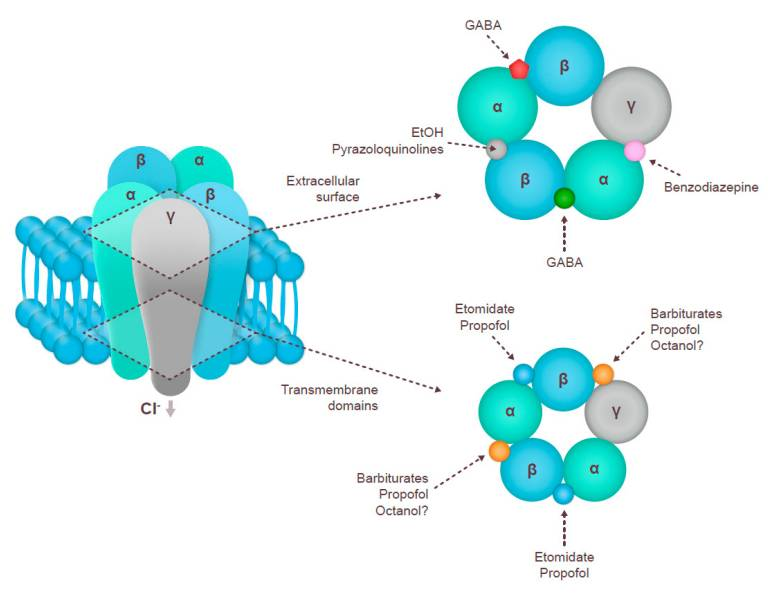 GABA
β
α
γ
EtOH
Pyrazoloquinolines
β
α
Benzodiazepine
GABA
β
α
α
β
γ
Extracellular
surface
Transmembrane
domains
Cl-
Etomidate
Propofol
Barbiturates
Propofol
Octanol?
β
α
γ
β
α
Barbiturates
Propofol
Octanol?
Etomidate
Propofol